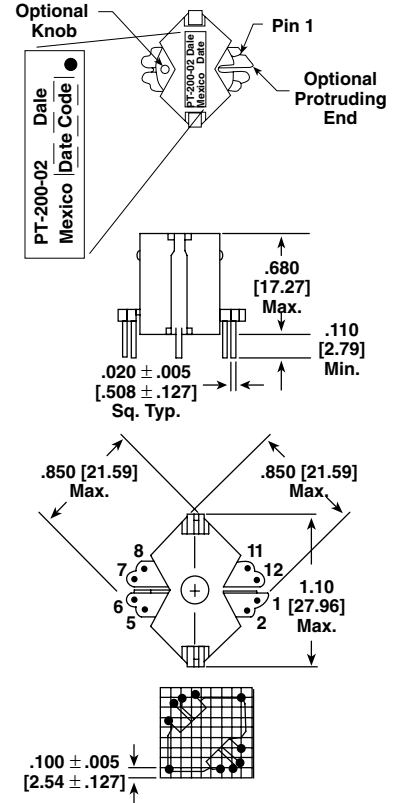 Optional
Knob
Pin 1
PT-200-02 Dale
Mexico Date
PT-200-02 Dale
Mexico Date Code
Optional
Protruding
End
.680
[17.27]
Max.
.110
[2.79]
Min.
.020 ± .005
[.508 ± .127]
Sq. Typ.
.850 [21.59]
Max.
.850 [21.59]
Max.
8
11
7
12
6
1
5
2
1.10
[27.96]
Max.
.100 ± .005
[2.54 ± .127]